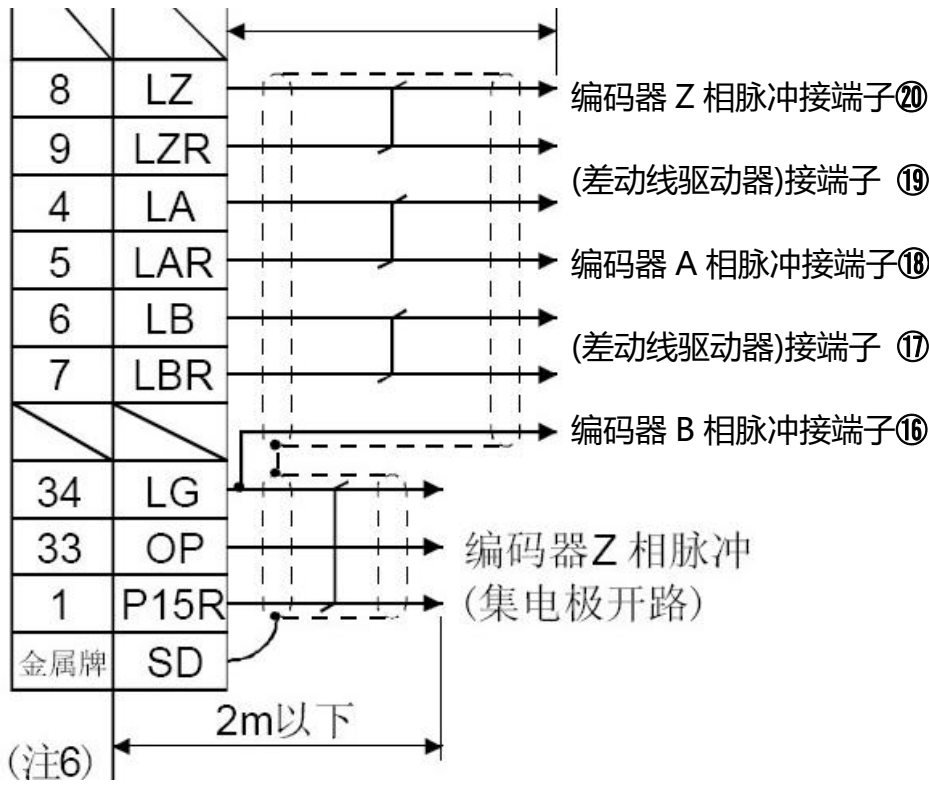 8 LZ 编码器 Z 相脉冲接端子⑳
9 LZR (差动线驱动器)接端子 ⑲
4 LA
5 LAR 编码器 A 相脉冲接端子⑱
6 LB (差动线驱动器)接端子 ⑰
7 LBR
编码器 B 相脉冲接端子⑯
34 LG
33 OP 编码器Z 相脉冲
1 P15R (集电极开路)
金属牌 SD
2m以下
(注6)